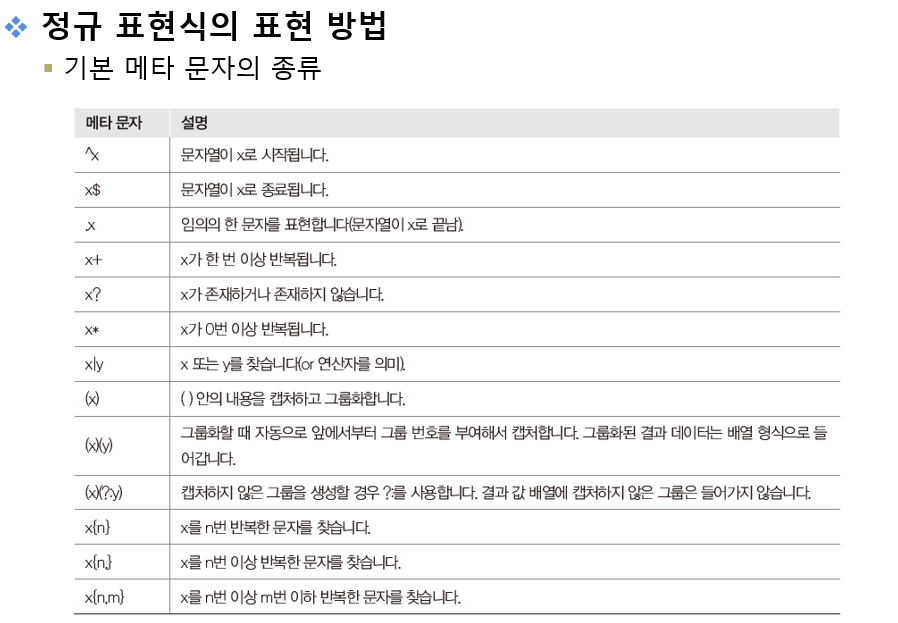 정규 표현식의 표현 방법
기본 메타 문자의 종류
메타 문자 설명
^x 문자열이 x로 시작됩니다.
x$ 문자열이 x로 종료됩니다.
.x 임의의 한 문자를 표현합니다(문자열이 x로 끝남).
x+ x가 한 번 이상 반복됩니다.
x? x가 존재하거나 존재하지 않습니다.
x* x가 0번 이상 반복됩니다.
x|y x 또는 y를 찾습니다(or 연산자를 의미).
(x) ( ) 안의 내용을 캡처하고 그룹화합니다.
(x)(y) 그룹화할 때 자동으로 앞에서부터 그룹 번호를 부여해서 캡처합니다. 그룹화된 결과 데이터는 배열 형식으로 들
어갑니다.
(x)(?:y) 캡처하지 않은 그룹을 생성할 경우 ?:를 사용합니다. 결과 값 배열에 캡처하지 않은 그룹은 들어가지 않습니다.
x{n} x를 n번 반복한 문자를 찾습니다.
x{n,} x를 n번 이상 반복한 문자를 찾습니다.
x{n,m} x를 n번 이상 m번 이하 반복한 문자를 찾습니다.